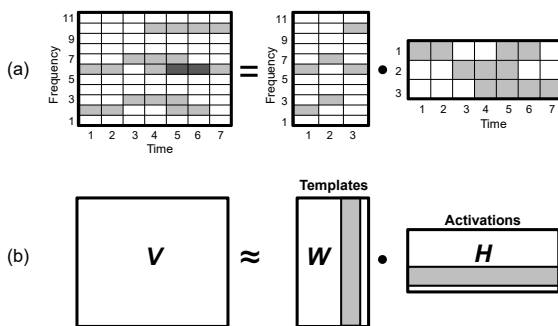 (a)
Frequency
11
9
7
5
3
1
1 2 3 4 5 6 7
Time
=
Frequency
11
9
7
5
3
1
1 2 3
Time
•
1
2
3
1 2 3 4 5 6 7
Time
(b)
V
≈
Templates
W
•
Activations
H